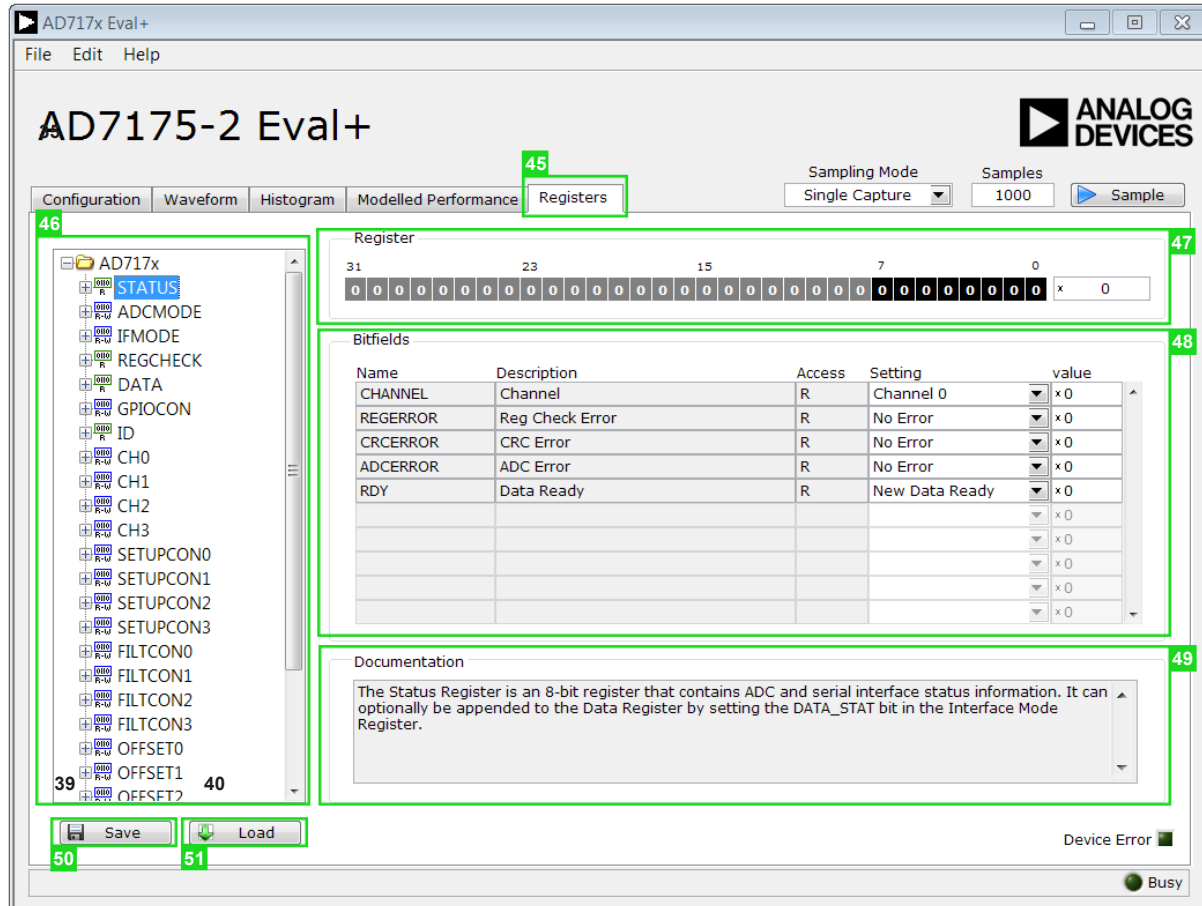 AD717x Eval+
File Edit Help
AD7175-2 Eval+
35
ANALOG
DEVICES
45
Sampling Mode
Samples
Single Capture
1000
Sample
Configuration Waveform Histogram Modelled Performance Registers
46
AD717x
STATUS
ADCMODE
IFMODE
REGCHECK
DATA
GPIOCON
ID
CH0
CH1
CH2
CH3
SETUPCON0
SETUPCON1
SETUPCON2
SETUPCON3
FILTCON0
FILTCON1
FILTCON2
FILTCON3
OFFSET0
OFFSET1
OFFSET2
39 40
47
Register
31 23 15 7 0
0 0 0 0 0 0 0 0 0 0 0 0 0 0 0 0 0 0 0 0 0 0 0 0 0 0 0 0 0 0 0 0 x 0
48
Bitfields
Name Description Access Setting value
CHANNEL Channel R Channel 0 x 0
REGERROR Reg Check Error R No Error x 0
CRCERROR CRC Error R No Error x 0
ADCERROR ADC Error R No Error x 0
RDY Data Ready R New Data Ready x 0
x 0
x 0
x 0
x 0
x 0
49
Documentation
The Status Register is an 8-bit register that contains ADC and serial interface status information. It can
optionally be appended to the Data Register by setting the DATA_STAT bit in the Interface Mode
Register.
Save Load
50 51
Device Error
Busy